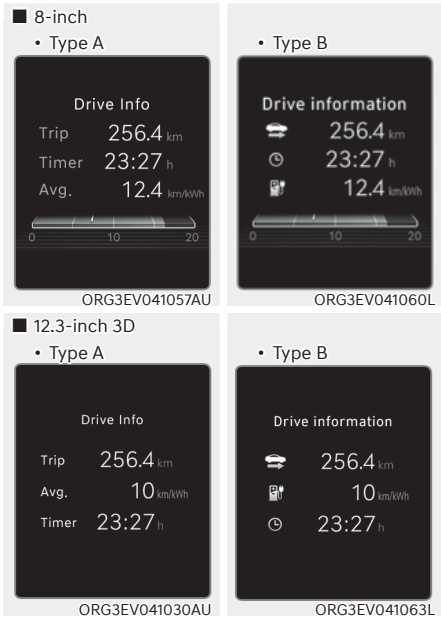 ■ 8-inch
• Type A
Drive Info
Trip 256.4 km
Timer 23:27 h
Avg. 12.4 km/kWh
0 10 20
ORG3EV041057AU
• Type B
Drive information
256.4 km
23:27 h
12.4 km/kWh
0 10 20
ORG3EV041060L
■ 12.3-inch 3D
• Type A
Drive Info
Trip 256.4 km
Avg. 10 km/kWh
Timer 23:27 h
ORG3EV041030AU
• Type B
Drive information
256.4 km
10 km/kWh
23:27 h
ORG3EV041063L